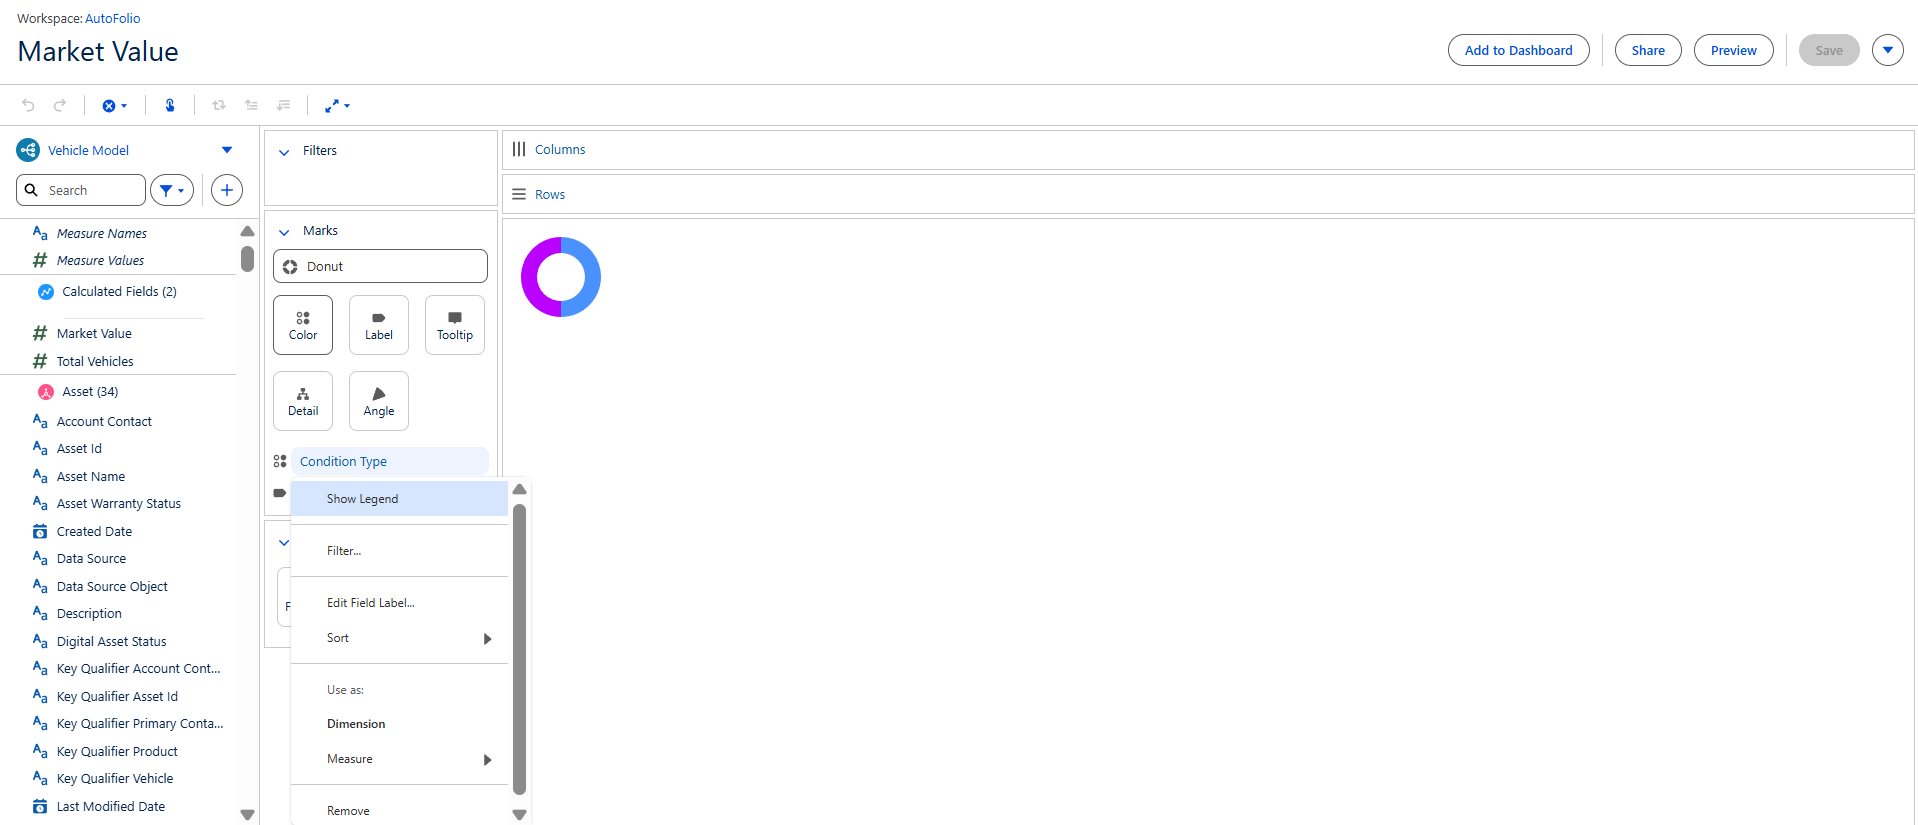 Workspace: AutoFolio
Market Value
Add to Dashboard
Share
Preview
Save
Vehicle Model
Search
Measure Names
Measure Values
Calculated Fields (2)
Market Value
Total Vehicles
Asset (34)
Account Contact
Asset Id
Asset Name
Asset Warranty Status
Created Date
Data Source
Data Source Object
Description
Digital Asset Status
Key Qualifier Account Cont...
Key Qualifier Asset Id
Key Qualifier Primary Conta...
Key Qualifier Product
Key Qualifier Vehicle
Last Modified Date
Filters
Marks
Donut
Color
Label
Tooltip
Detail
Angle
Condition Type
Show Legend
Filter...
Edit Field Label...
Sort
Use as:
Dimension
Measure
Remove
Columns
Rows